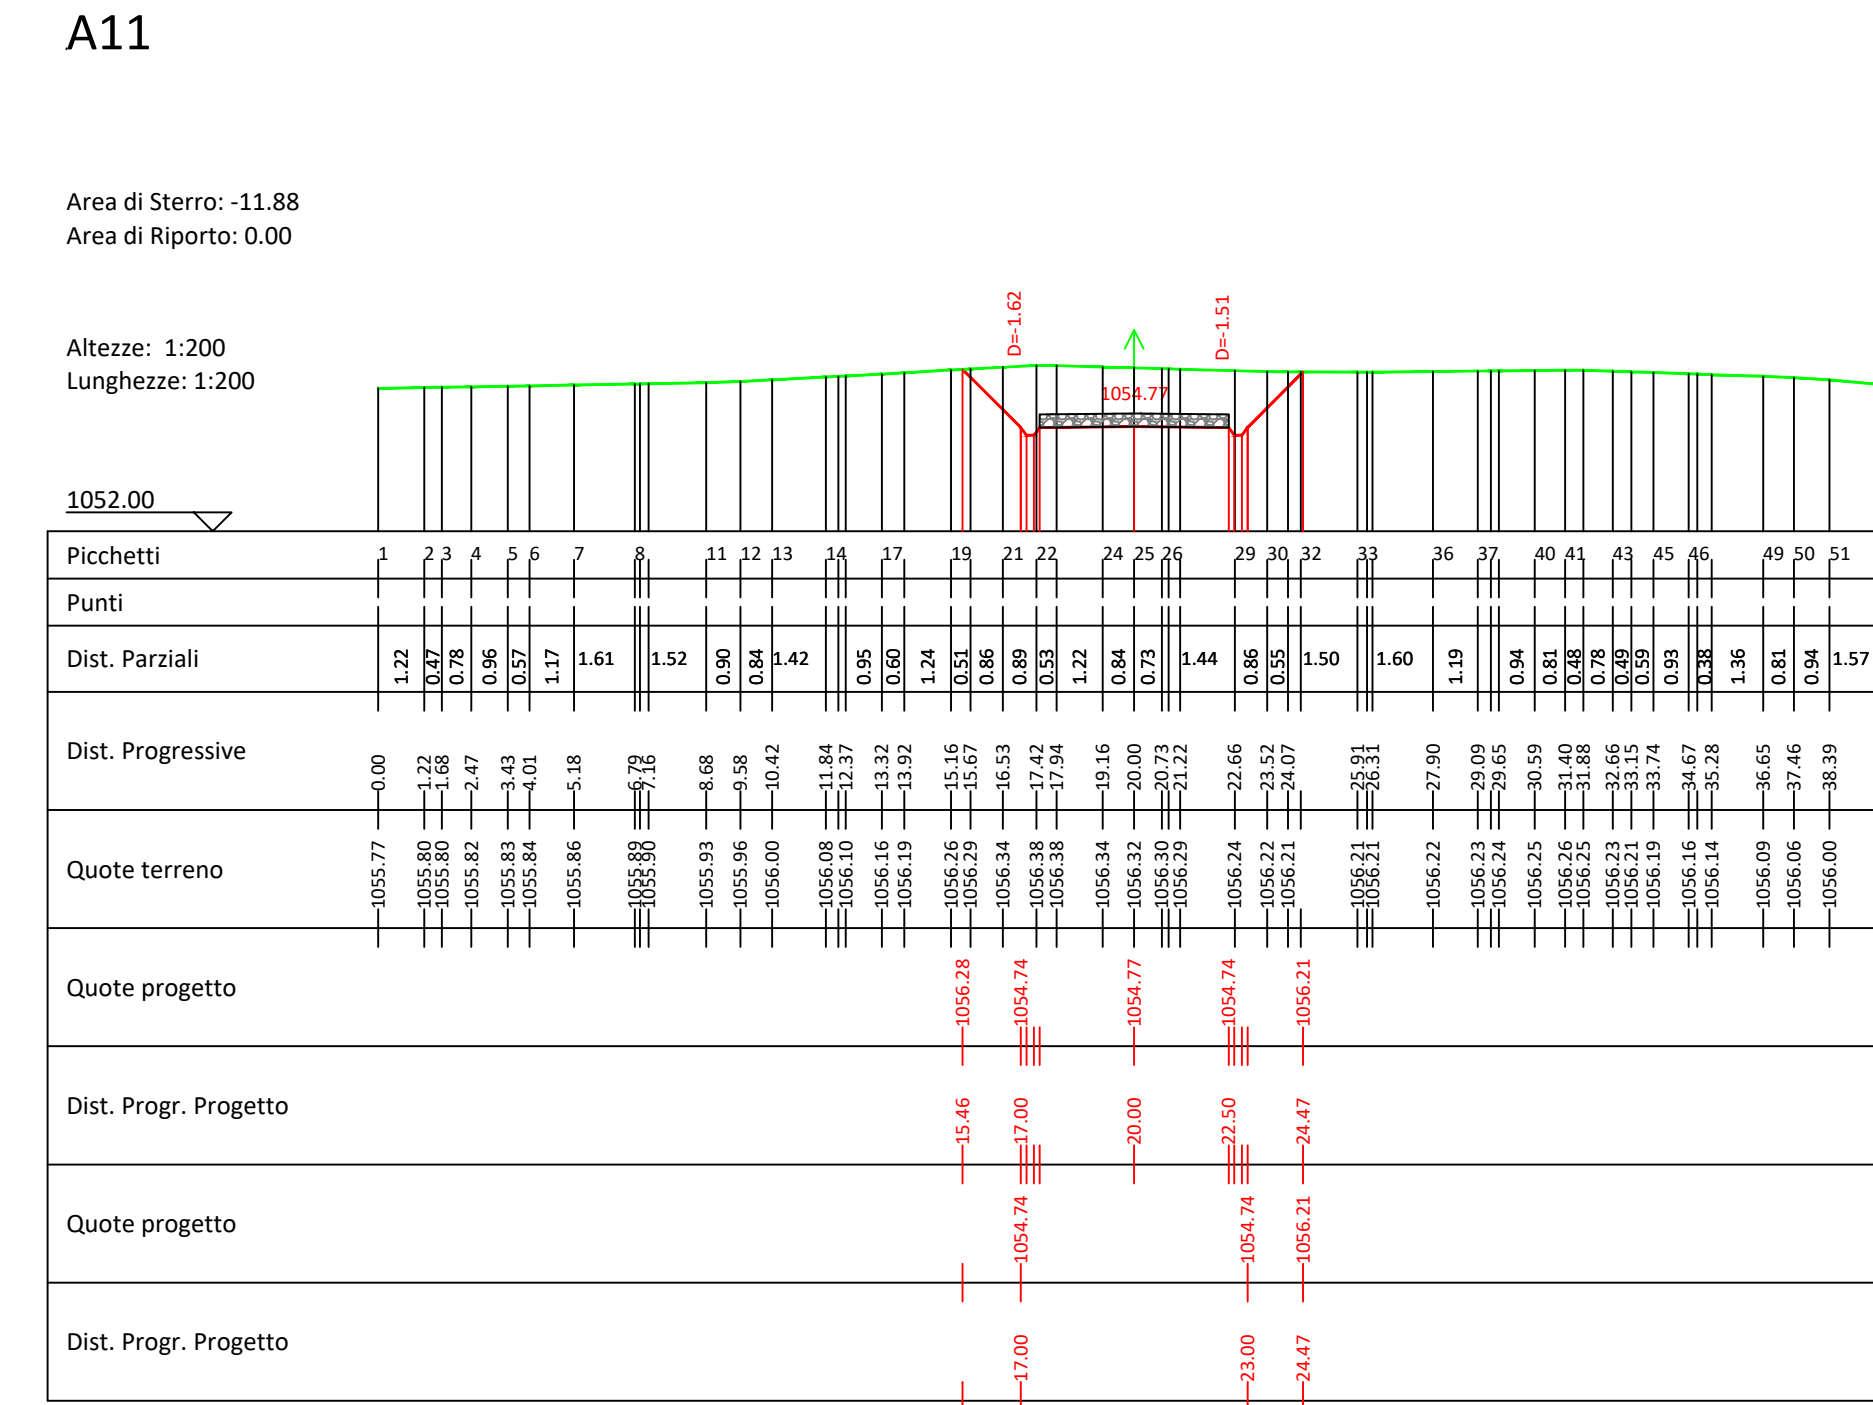 A11
Area di Sterro: -11.88
Area di Riporto: 0.00
Altezze: 1:200
Lunghezze: 1:200
D=-1.62
D=-1.51
1054.77
1052.00
Picchetti 1 2 3 4 5 6 7 8 11 12 13 14 17 19 21 22 24 25 26 29 30 32 33 36 37 40 41 43 45 46 49 50 51
Punti
Dist. Parziali 1.22 0.47 0.78 0.96 0.57 1.17 1.61 1.52 0.90 0.84 1.42 0.95 0.60 1.24 0.51 0.86 0.89 0.53 1.22 0.84 0.73 1.44 0.86 0.55 1.50 1.60 1.19 0.94 0.81 0.48 0.78 0.49 0.59 0.93 0.38 1.36 0.81 0.94 1.57
Dist. Progressive 0.00 1.22 1.68 2.47 3.43 4.01 5.18 6.79 7.16 8.68 9.58 10.42 11.84 12.37 13.32 13.92 15.16 15.67 16.53 17.42 17.94 19.16 20.00 20.73 21.22 22.66 23.52 24.07 25.91 26.31 27.90 29.09 29.65 30.59 31.40 31.88 32.66 33.15 33.74 34.67 35.28 36.65 37.46 38.39
Quote terreno 1055.77 1055.80 1055.80 1055.82 1055.83 1055.84 1055.86 1055.89 1055.90 1055.93 1055.96 1056.00 1056.08 1056.10 1056.16 1056.19 1056.26 1056.29 1056.34 1056.38 1056.38 1056.34 1056.32 1056.30 1056.29 1056.24 1056.22 1056.21 1056.21 1056.21 1056.22 1056.23 1056.24 1056.25 1056.26 1056.25 1056.23 1056.21 1056.19 1056.16 1056.14 1056.09 1056.06 1056.00
Quote progetto 1056.28 1054.74 1054.77 1054.74 1056.21
Dist. Progr. Progetto 15.46 17.00 20.00 22.50 24.47
Quote progetto 1054.74 1054.74 1056.21
Dist. Progr. Progetto 17.00 23.00 24.47